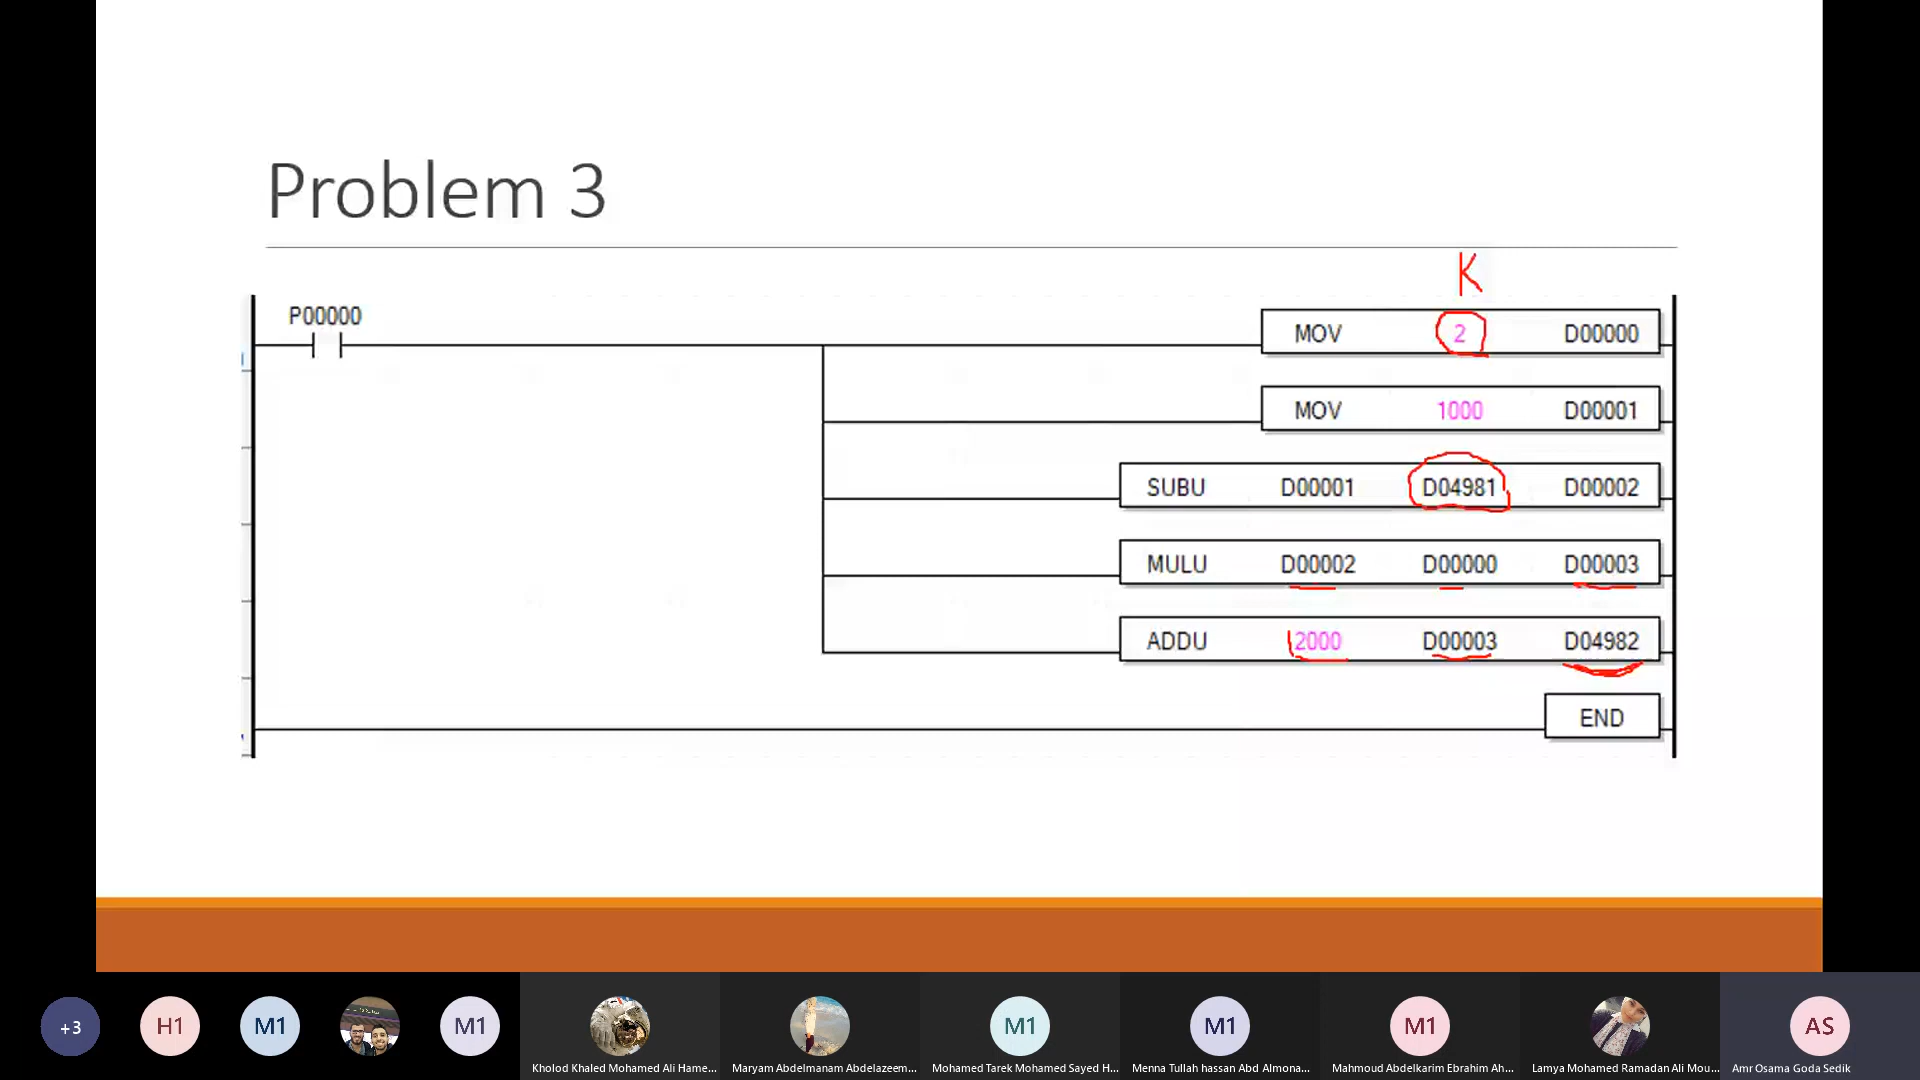 Problem 3
K
P00000
MOV 2 D00000
MOV 1000 D00001
SUBU D00001 D04981 D00002
MULU D00002 D00000 D00003
ADDU 2000 D00003 D04982
END
+3
H1
M1
M1
M1
M1
M1
AS
Kholod Khaled Mohamed Ali Hame...
Maryam Abdelmanam Abdelazeem...
Mohamed Tarek Mohamed Sayed H...
Menna Tullah hassan Abd Almona...
Mahmoud Abdelkarim Ebrahim Ah...
Lamya Mohamed Ramadan Ali Mou...
Amr Osama Goda Sedik